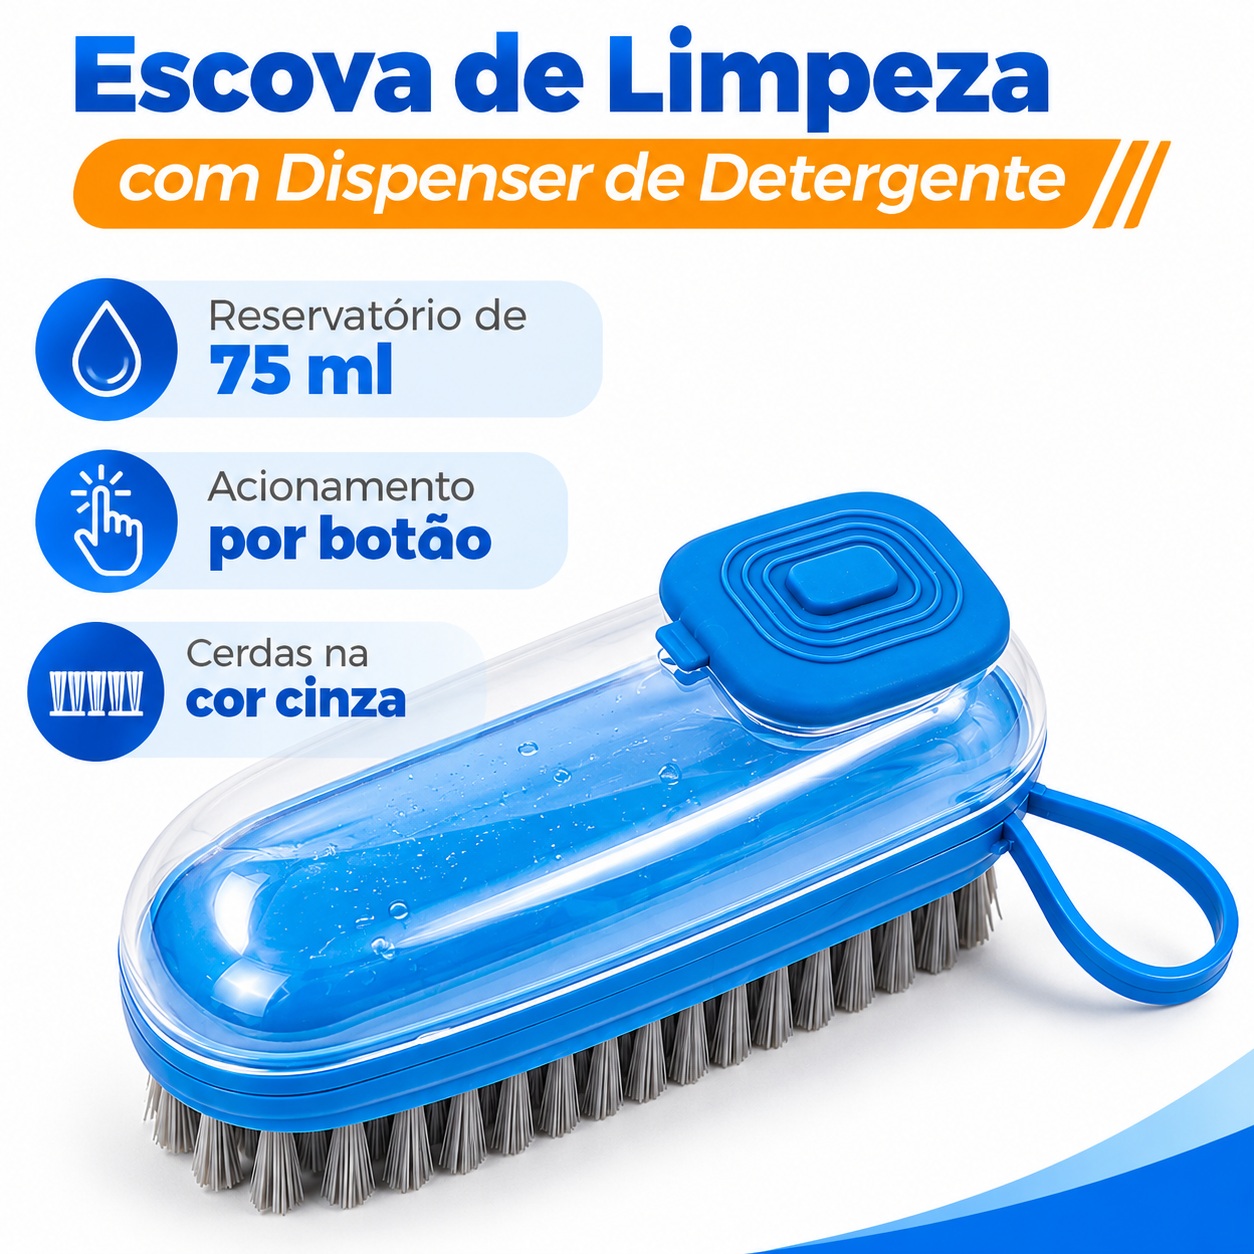 Escova de Limpeza
com Dispenser de Detergente
Reservatório de
75 ml
Acionamento
por botão
Cerdas na
cor cinza